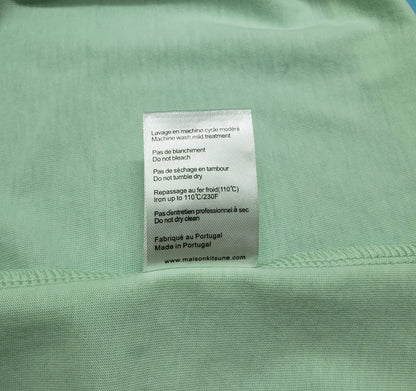 Lavage en machine cycle modéré
Machine wash mild treatment
Pas de blanchiment
Do not bleach
Pas de séchage en tambour
Do not tumble dry
Repassage au fer froid(110℃)
Iron up to 110℃/230F
Pas d'entretien professionnel à sec
Do not dry clean
Fabriqué au Portugal
Made in Portugal
www.maisonkitsune.com